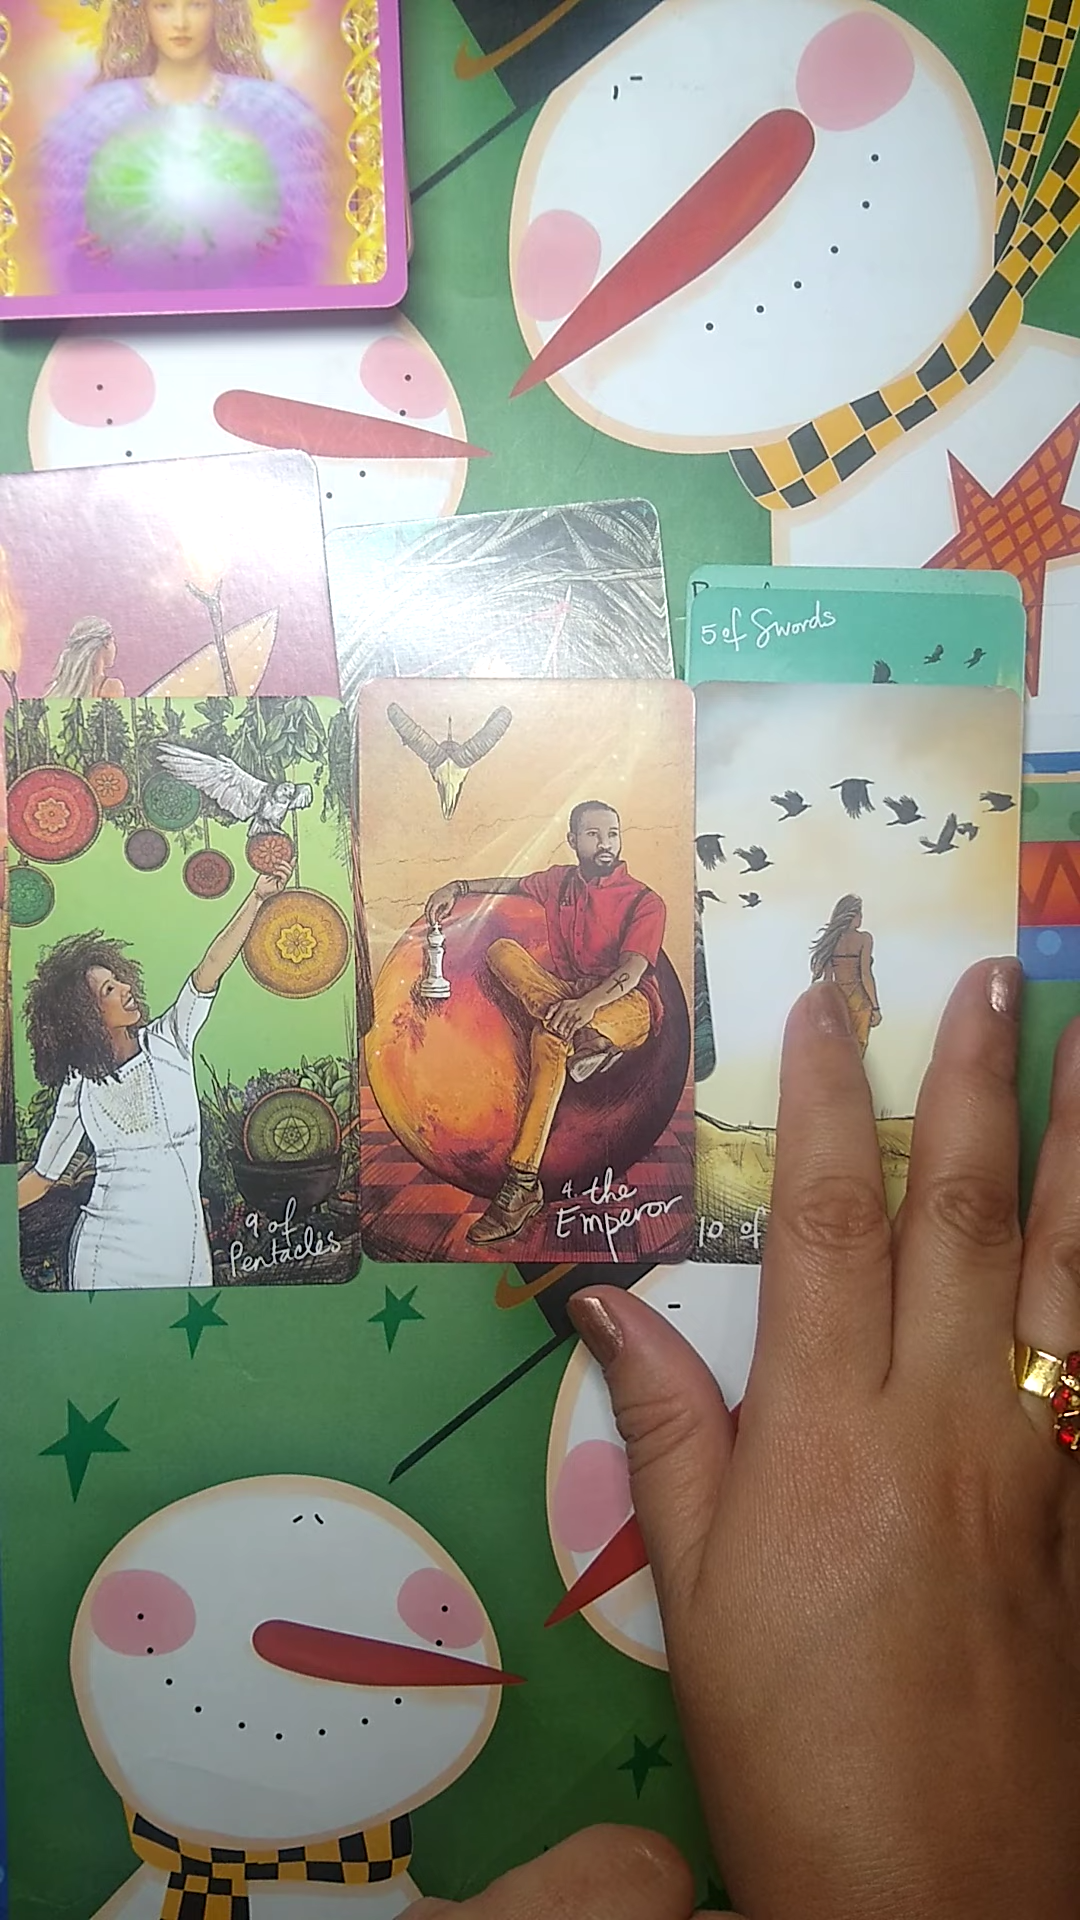 5 of Swords
9 of
Pentacles
4. the
Emperor
10 of